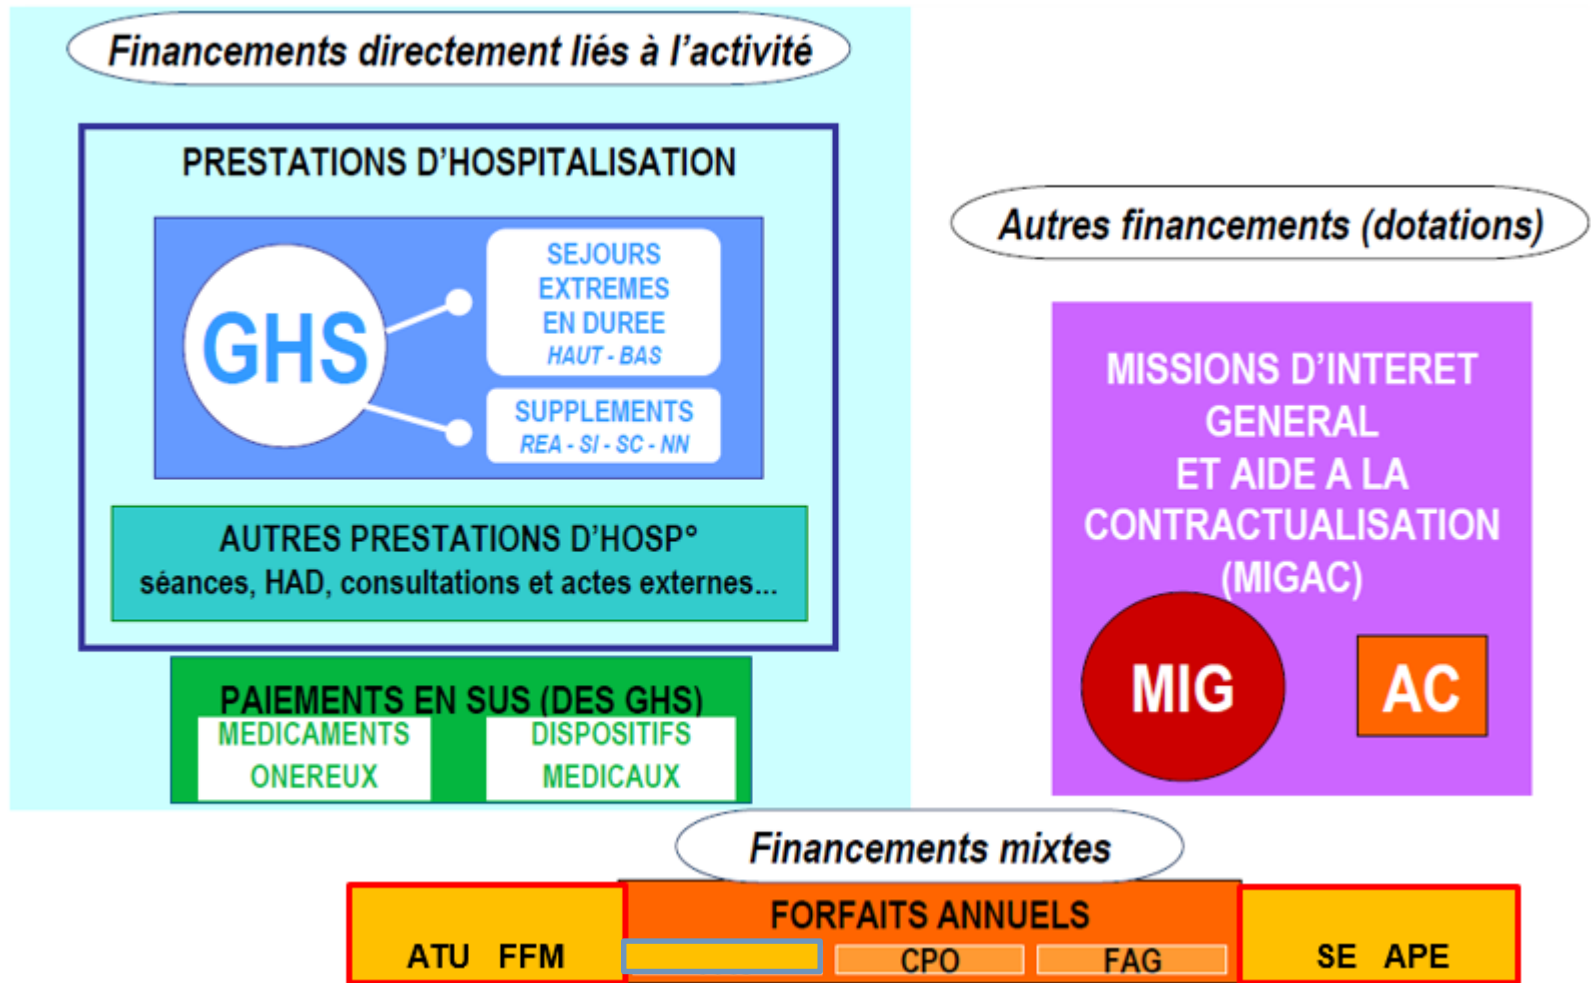 Financements directement liés à l'activité
PRESTATIONS D'HOSPITALISATION
GHS
SEJOURS
EXTREMES
EN DUREE
HAUT - BAS
SUPPLEMENTS
REA - SI - SC - NN
AUTRES PRESTATIONS D'HOSP°
séances, HAD, consultations et actes externes...
PAIEMENTS EN SUS (DES GHS)
MEDICAMENTS
ONEREUX
DISPOSITIFS
MEDICAUX
Autres financements (dotations)
MISSIONS D'INTERET
GENERAL
ET AIDE A LA
CONTRACTUALISATION
(MIGAC)
MIG
AC
Financements mixtes
FORFAITS ANNUELS
ATU FFM
CPO
FAG
SE APE